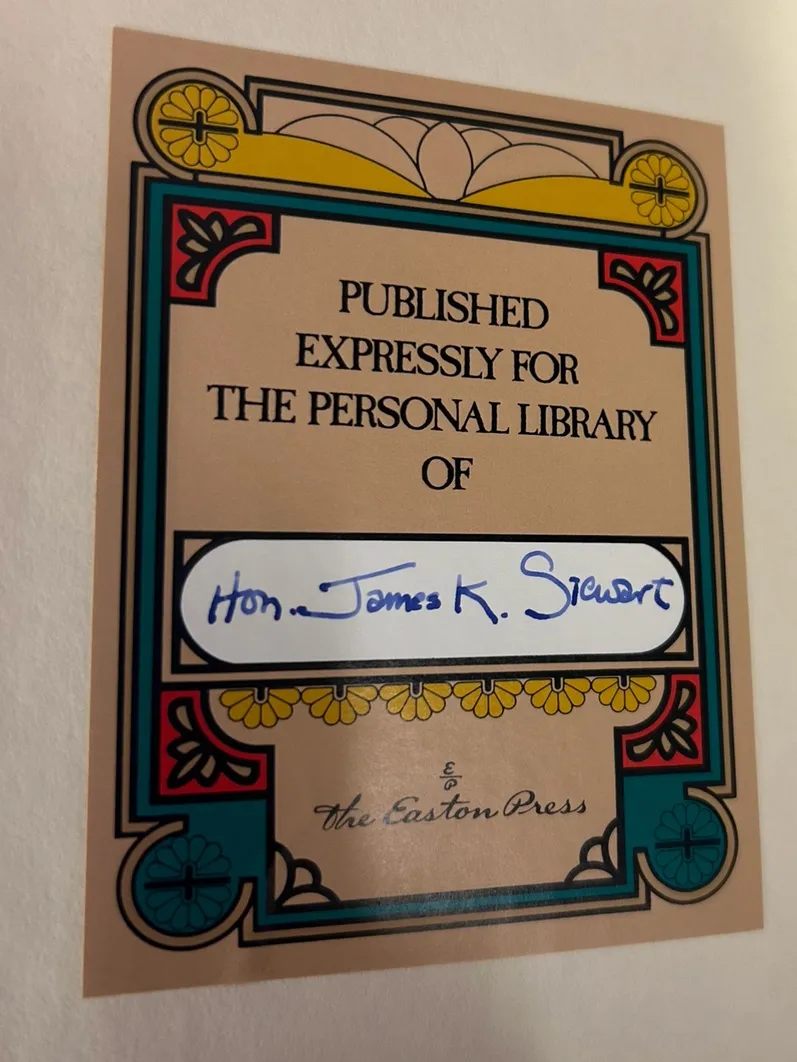 PUBLISHED
EXPRESSLY FOR
THE PERSONAL LIBRARY
OF
Hon. James K. Stewart
E
P
The Easton Press